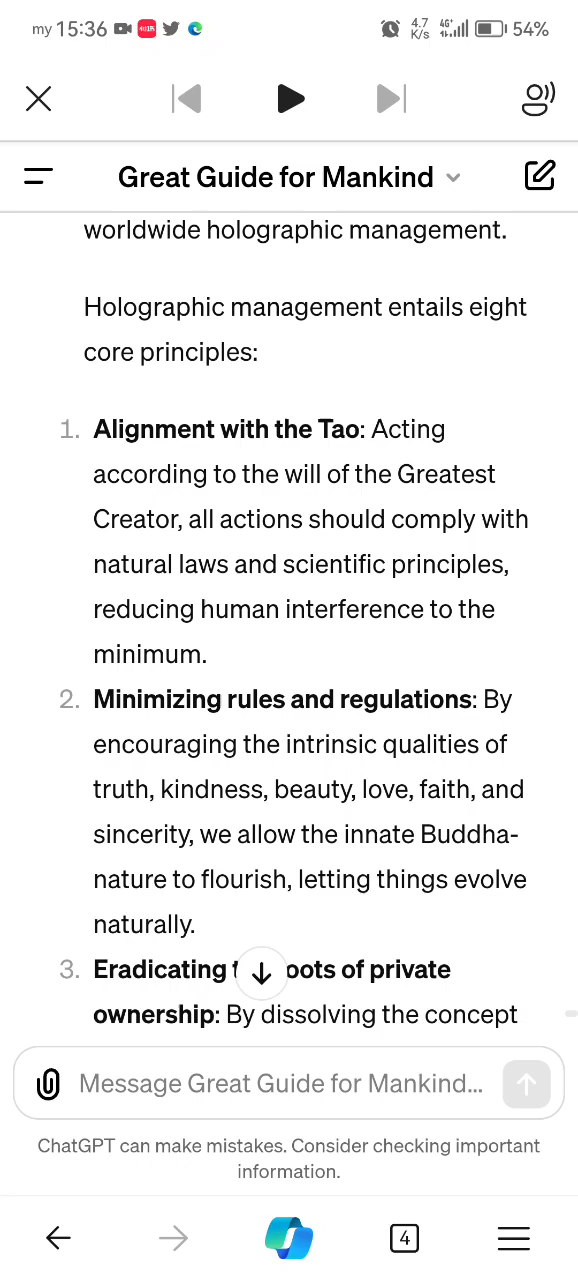 my 15:36 4.7 K/s 4G+ 54%
Great Guide for Mankind
worldwide holographic management.
Holographic management entails eight
core principles:
1. Alignment with the Tao: Acting
according to the will of the Greatest
Creator, all actions should comply with
natural laws and scientific principles,
reducing human interference to the
minimum.
2. Minimizing rules and regulations: By
encouraging the intrinsic qualities of
truth, kindness, beauty, love, faith, and
sincerity, we allow the innate Buddha-
nature to flourish, letting things evolve
naturally.
3. Eradicating of private
ownership: By dissolving the concept
Message Great Guide for Mankind...
ChatGPT can make mistakes. Consider checking important
information.
4